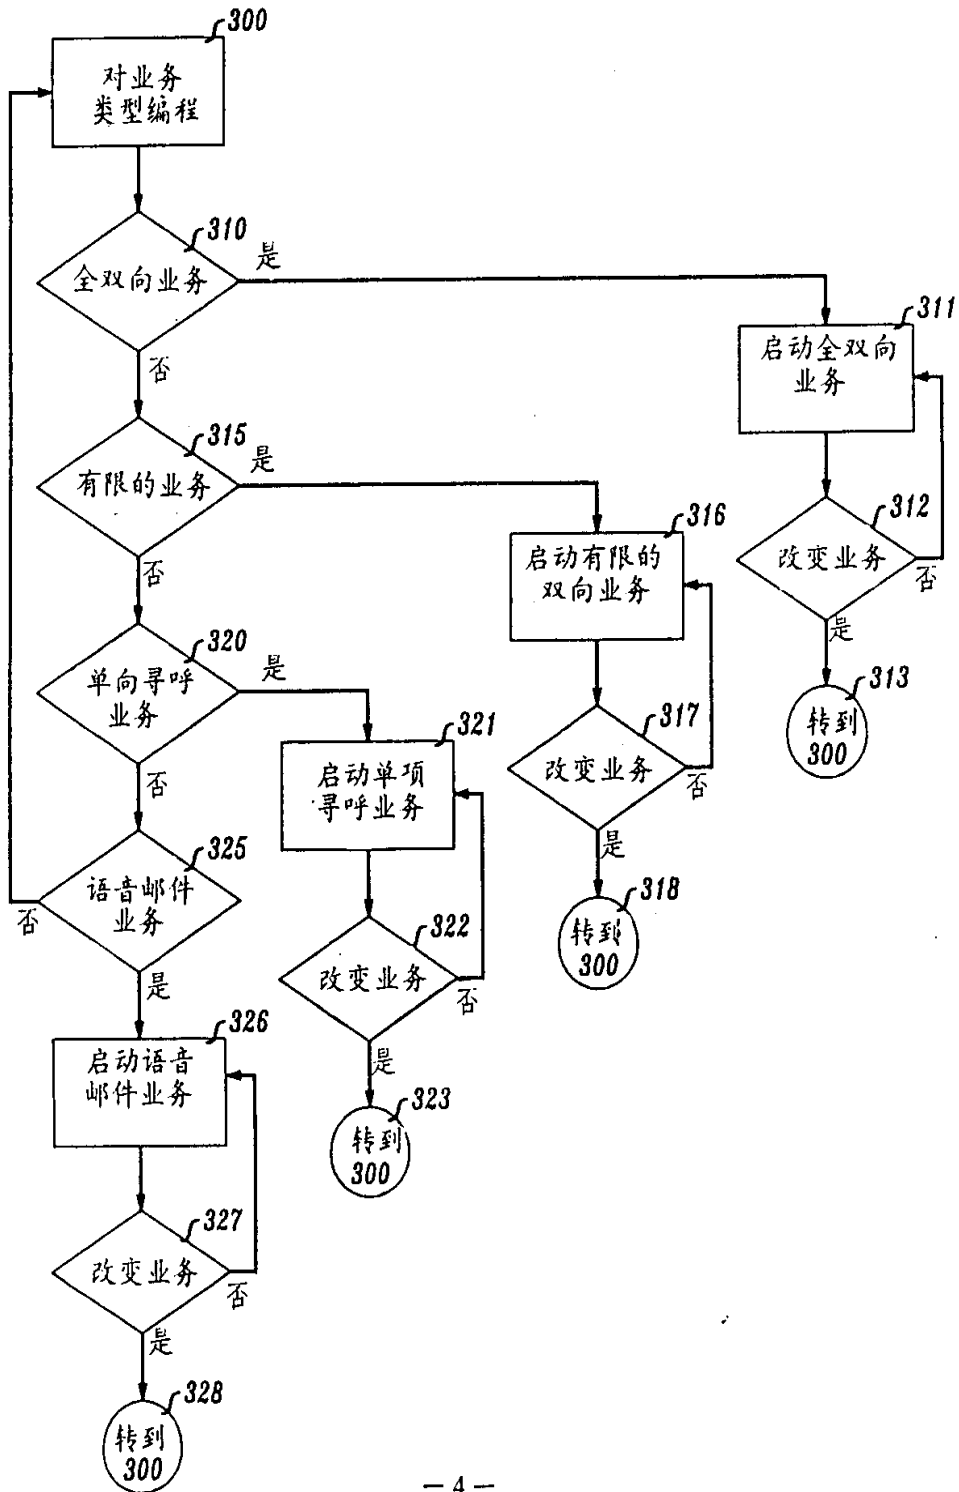 300
对业务
类型编程
310
全双向业务
是
否
311
启动全双向
业务
312
改变业务
否
是
313
转到
300
315
有限的业务
是
否
316
启动有限的
双向业务
317
改变业务
否
是
318
转到
300
320
单向寻呼
业务
是
否
321
启动单项
寻呼业务
322
改变业务
否
是
323
转到
300
325
语音邮件
业务
否
是
326
启动语音
邮件业务
327
改变业务
否
是
328
转到
300
— 4 —